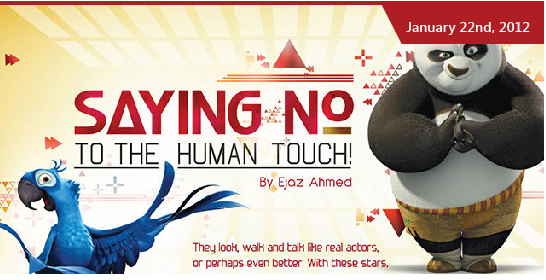 January 22nd, 2012
SAYING NO
TO THE HUMAN TOUCH!
By Ejaz Ahmed
They look, walk and talk like real actors,
or perhaps even better. With these stars,